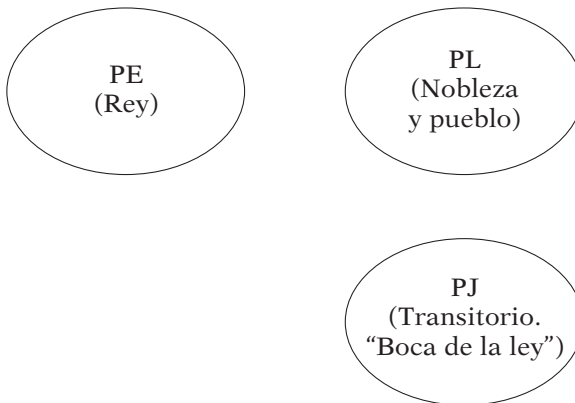 PE
(Rey)
PL
(Nobleza
y pueblo)
PJ
(Transitorio.
“Boca de la ley”)